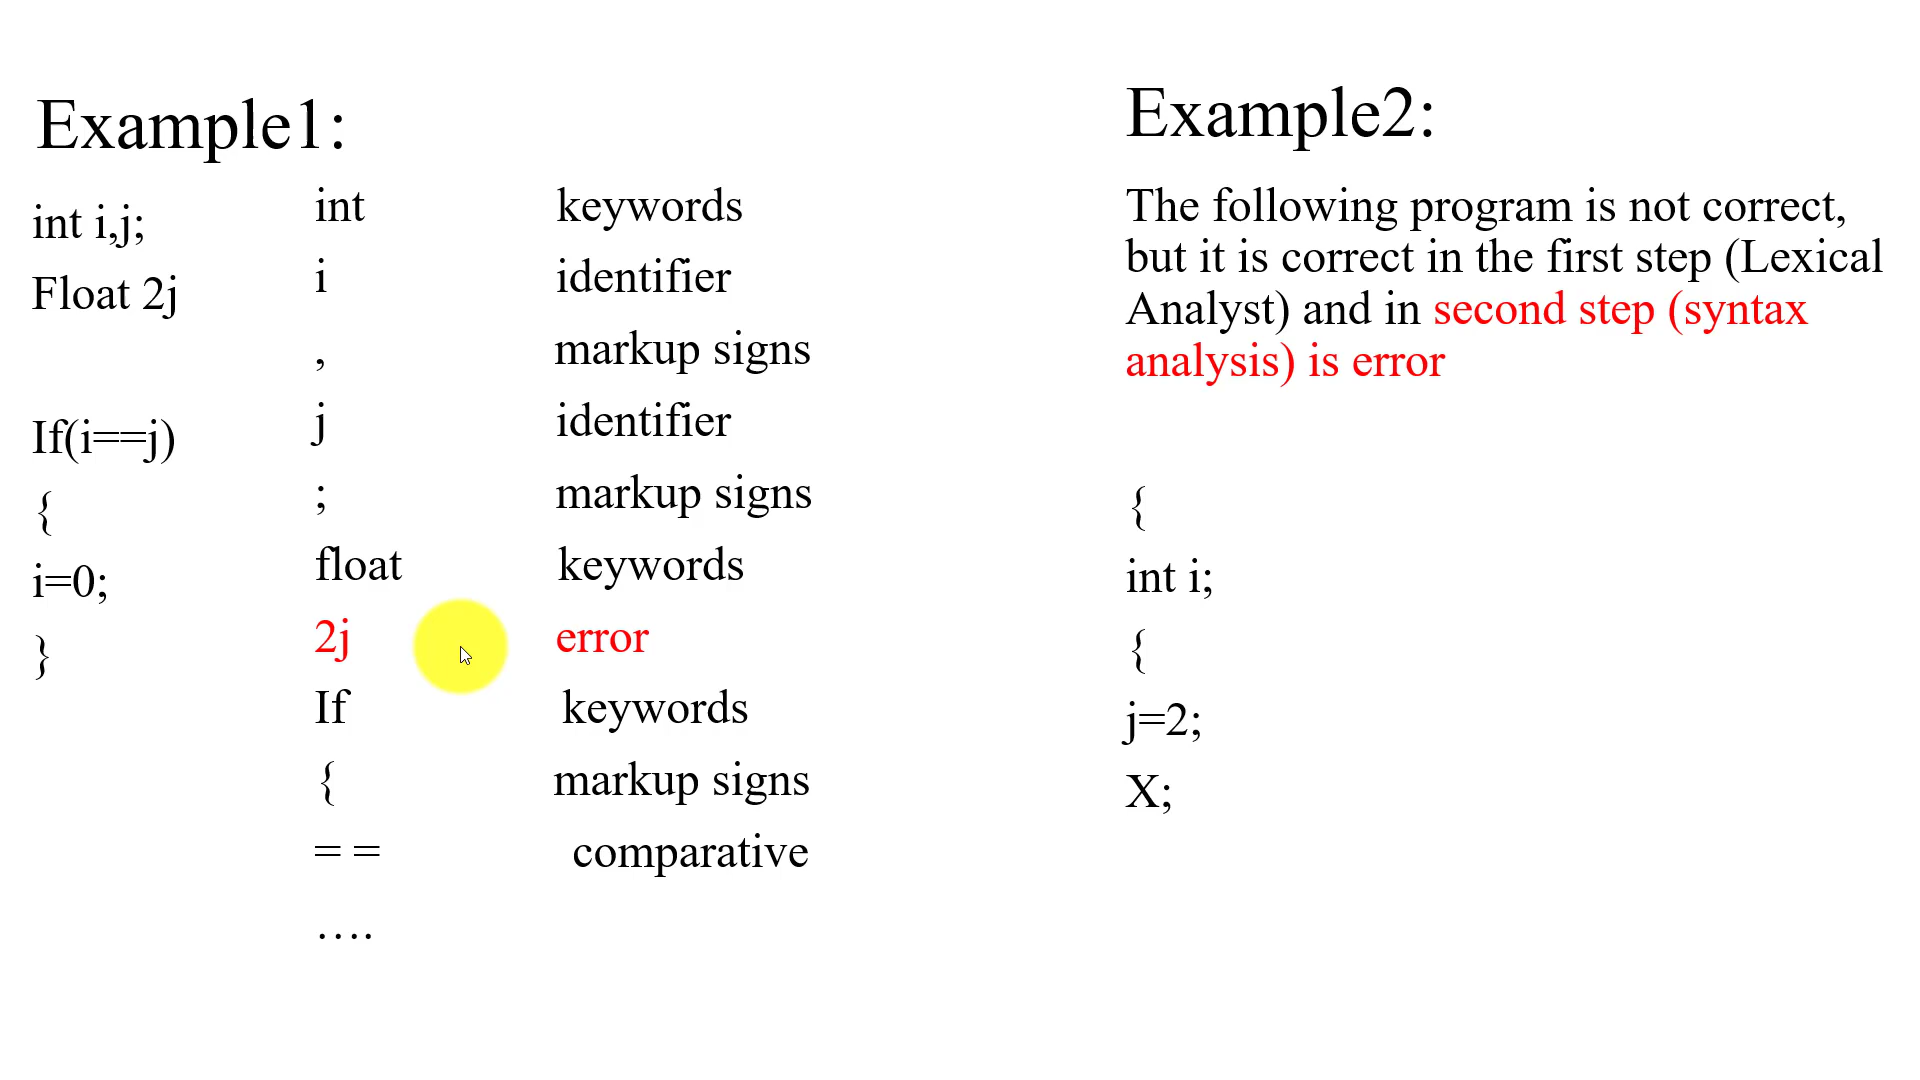 Example1:
int i,j;
Float 2j
If(i==j)
{
i=0;
}
int keywords
i identifier
, markup signs
j identifier
; markup signs
float keywords
2j error
If keywords
{ markup signs
= = comparative
....
Example2:
The following program is not correct,
but it is correct in the first step (Lexical
Analyst) and in second step (syntax
analysis) is error
{
int i;
{
j=2;
X;